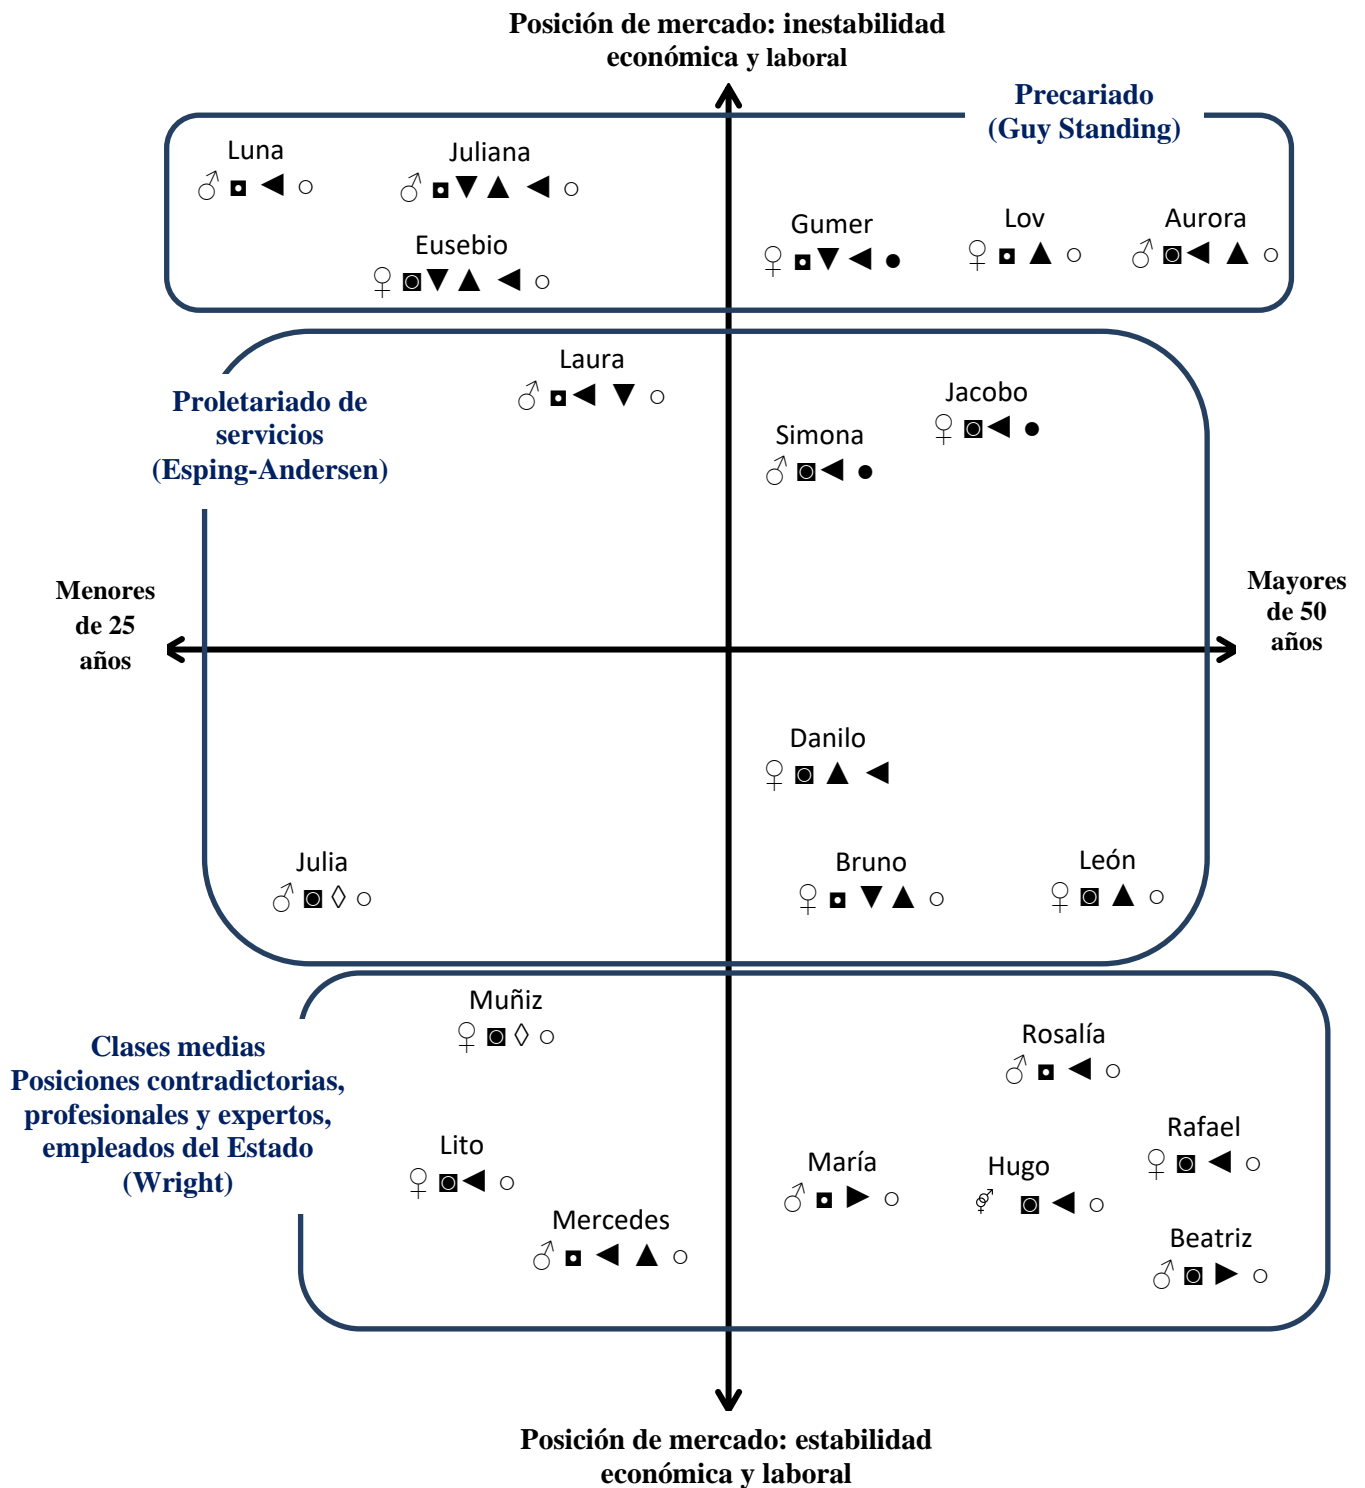 Posición de mercado: inestabilidad
económica y laboral
Precariado
(Guy Standing)
Luna
♂ ◘ ◄ ○
Juliana
♂ ◘ ▼ ▲ ◄ ○
Eusebio
♀ ◙ ▼ ▲ ◄ ○
Gumer
♀ ◘ ▼ ◄ ●
Lov
♀ ◘ ▲ ○
Aurora
♂ ◙ ◄ ▲ ○
Laura
♂ ◘ ◄ ▼ ○
Proletariado de
servicios
(Esping-Andersen)
Jacobo
♀ ◙ ◄ ●
Simona
♂ ◙ ◄ ●
Menores
de 25
años
Mayores
de 50
años
Danilo
♀ ◙ ▲ ◄
Julia
♂ ◙ ◊ ○
Bruno
♀ ◘ ▼ ▲ ○
León
♀ ◙ ▲ ○
Muñiz
♀ ◙ ◊ ○
Rosalía
♂ ◘ ◄ ○
Clases medias
Posiciones contradictorias,
profesionales y expertos,
empleados del Estado
(Wright)
Lito
♀ ◙ ◄ ○
María
♂ ◘ ► ○
Hugo
⚤ ◙ ◄ ○
Rafael
♀ ◙ ◄ ○
Mercedes
♂ ◘ ◄ ▲ ○
Beatriz
♂ ◙ ► ○
Posición de mercado: estabilidad
económica y laboral